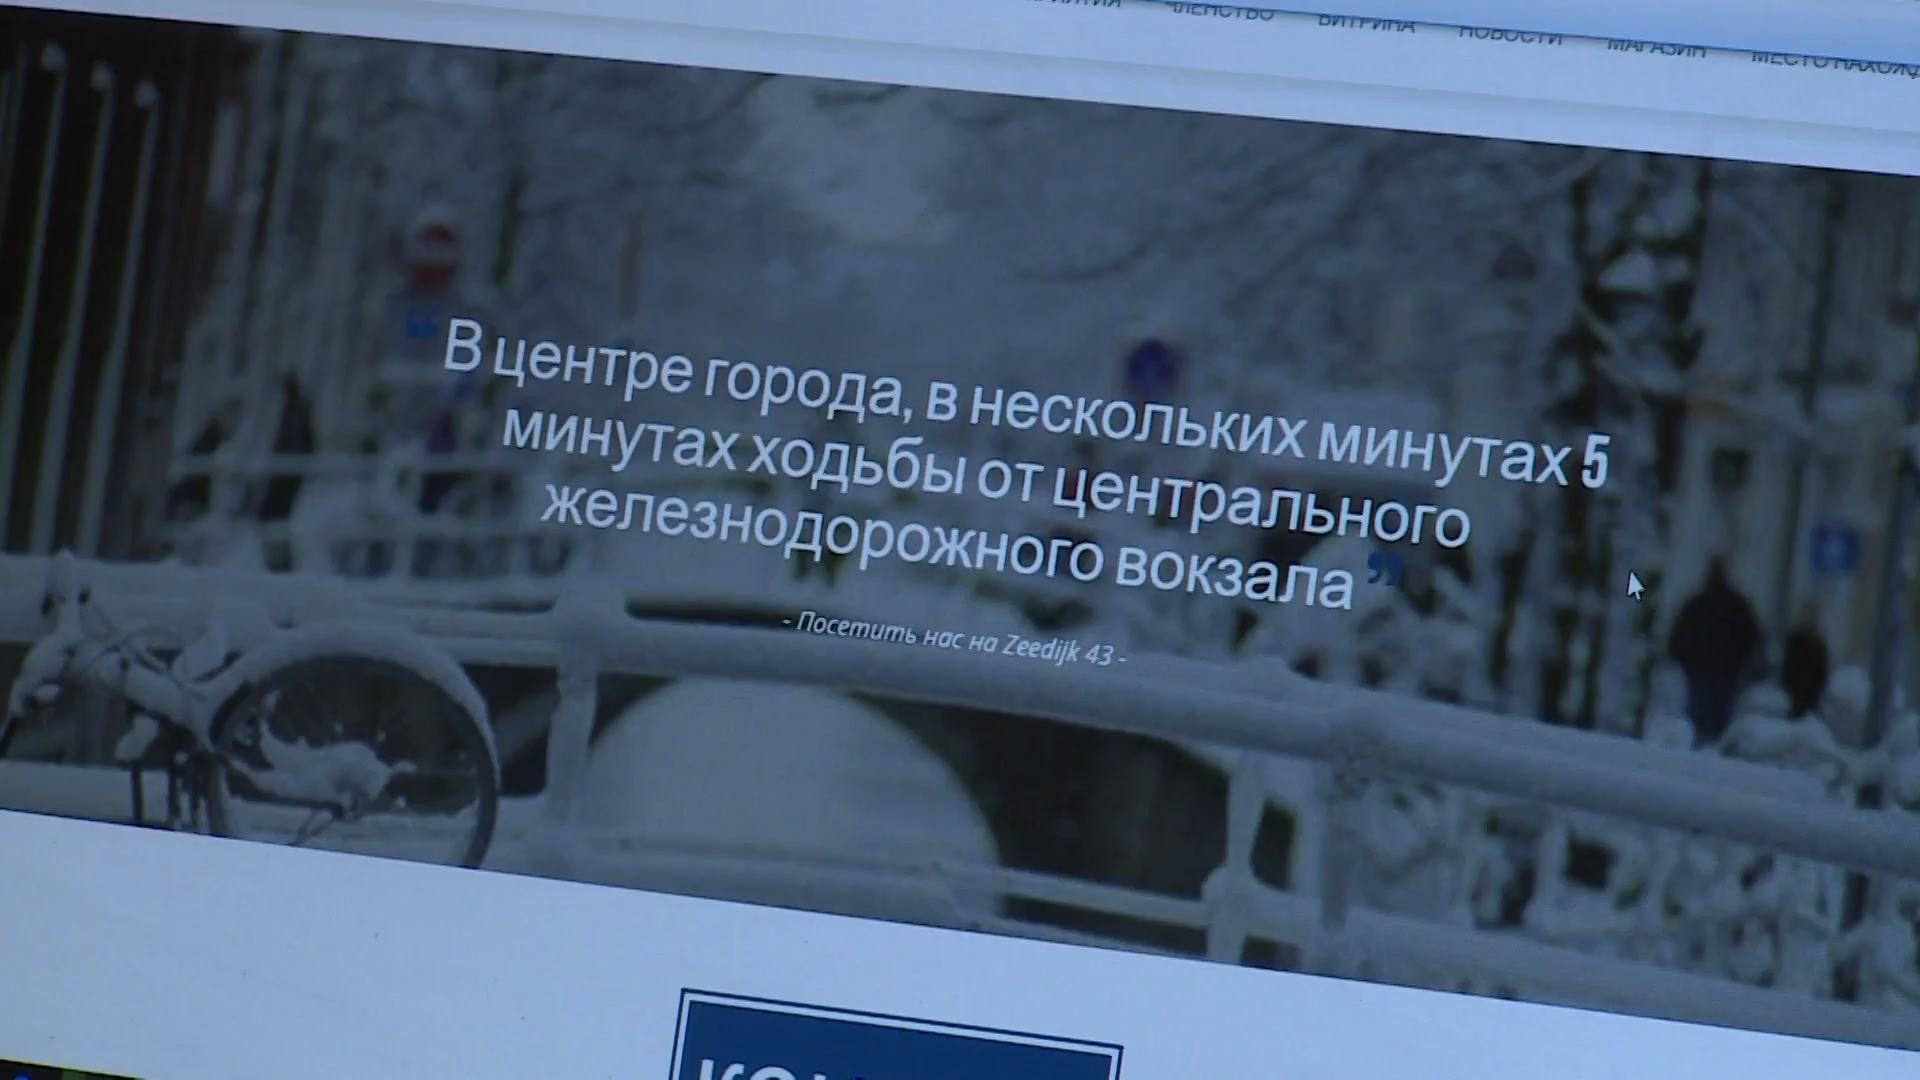 ЧЛЕНСТВО ВИТРИНА НОВОСТИ МАГАЗИН
“ В центре города, в нескольких минутах 5
минутах ходьбы от центрального
железнодорожного вокзала ”
- Посетить нас на Zeedijk 43 -